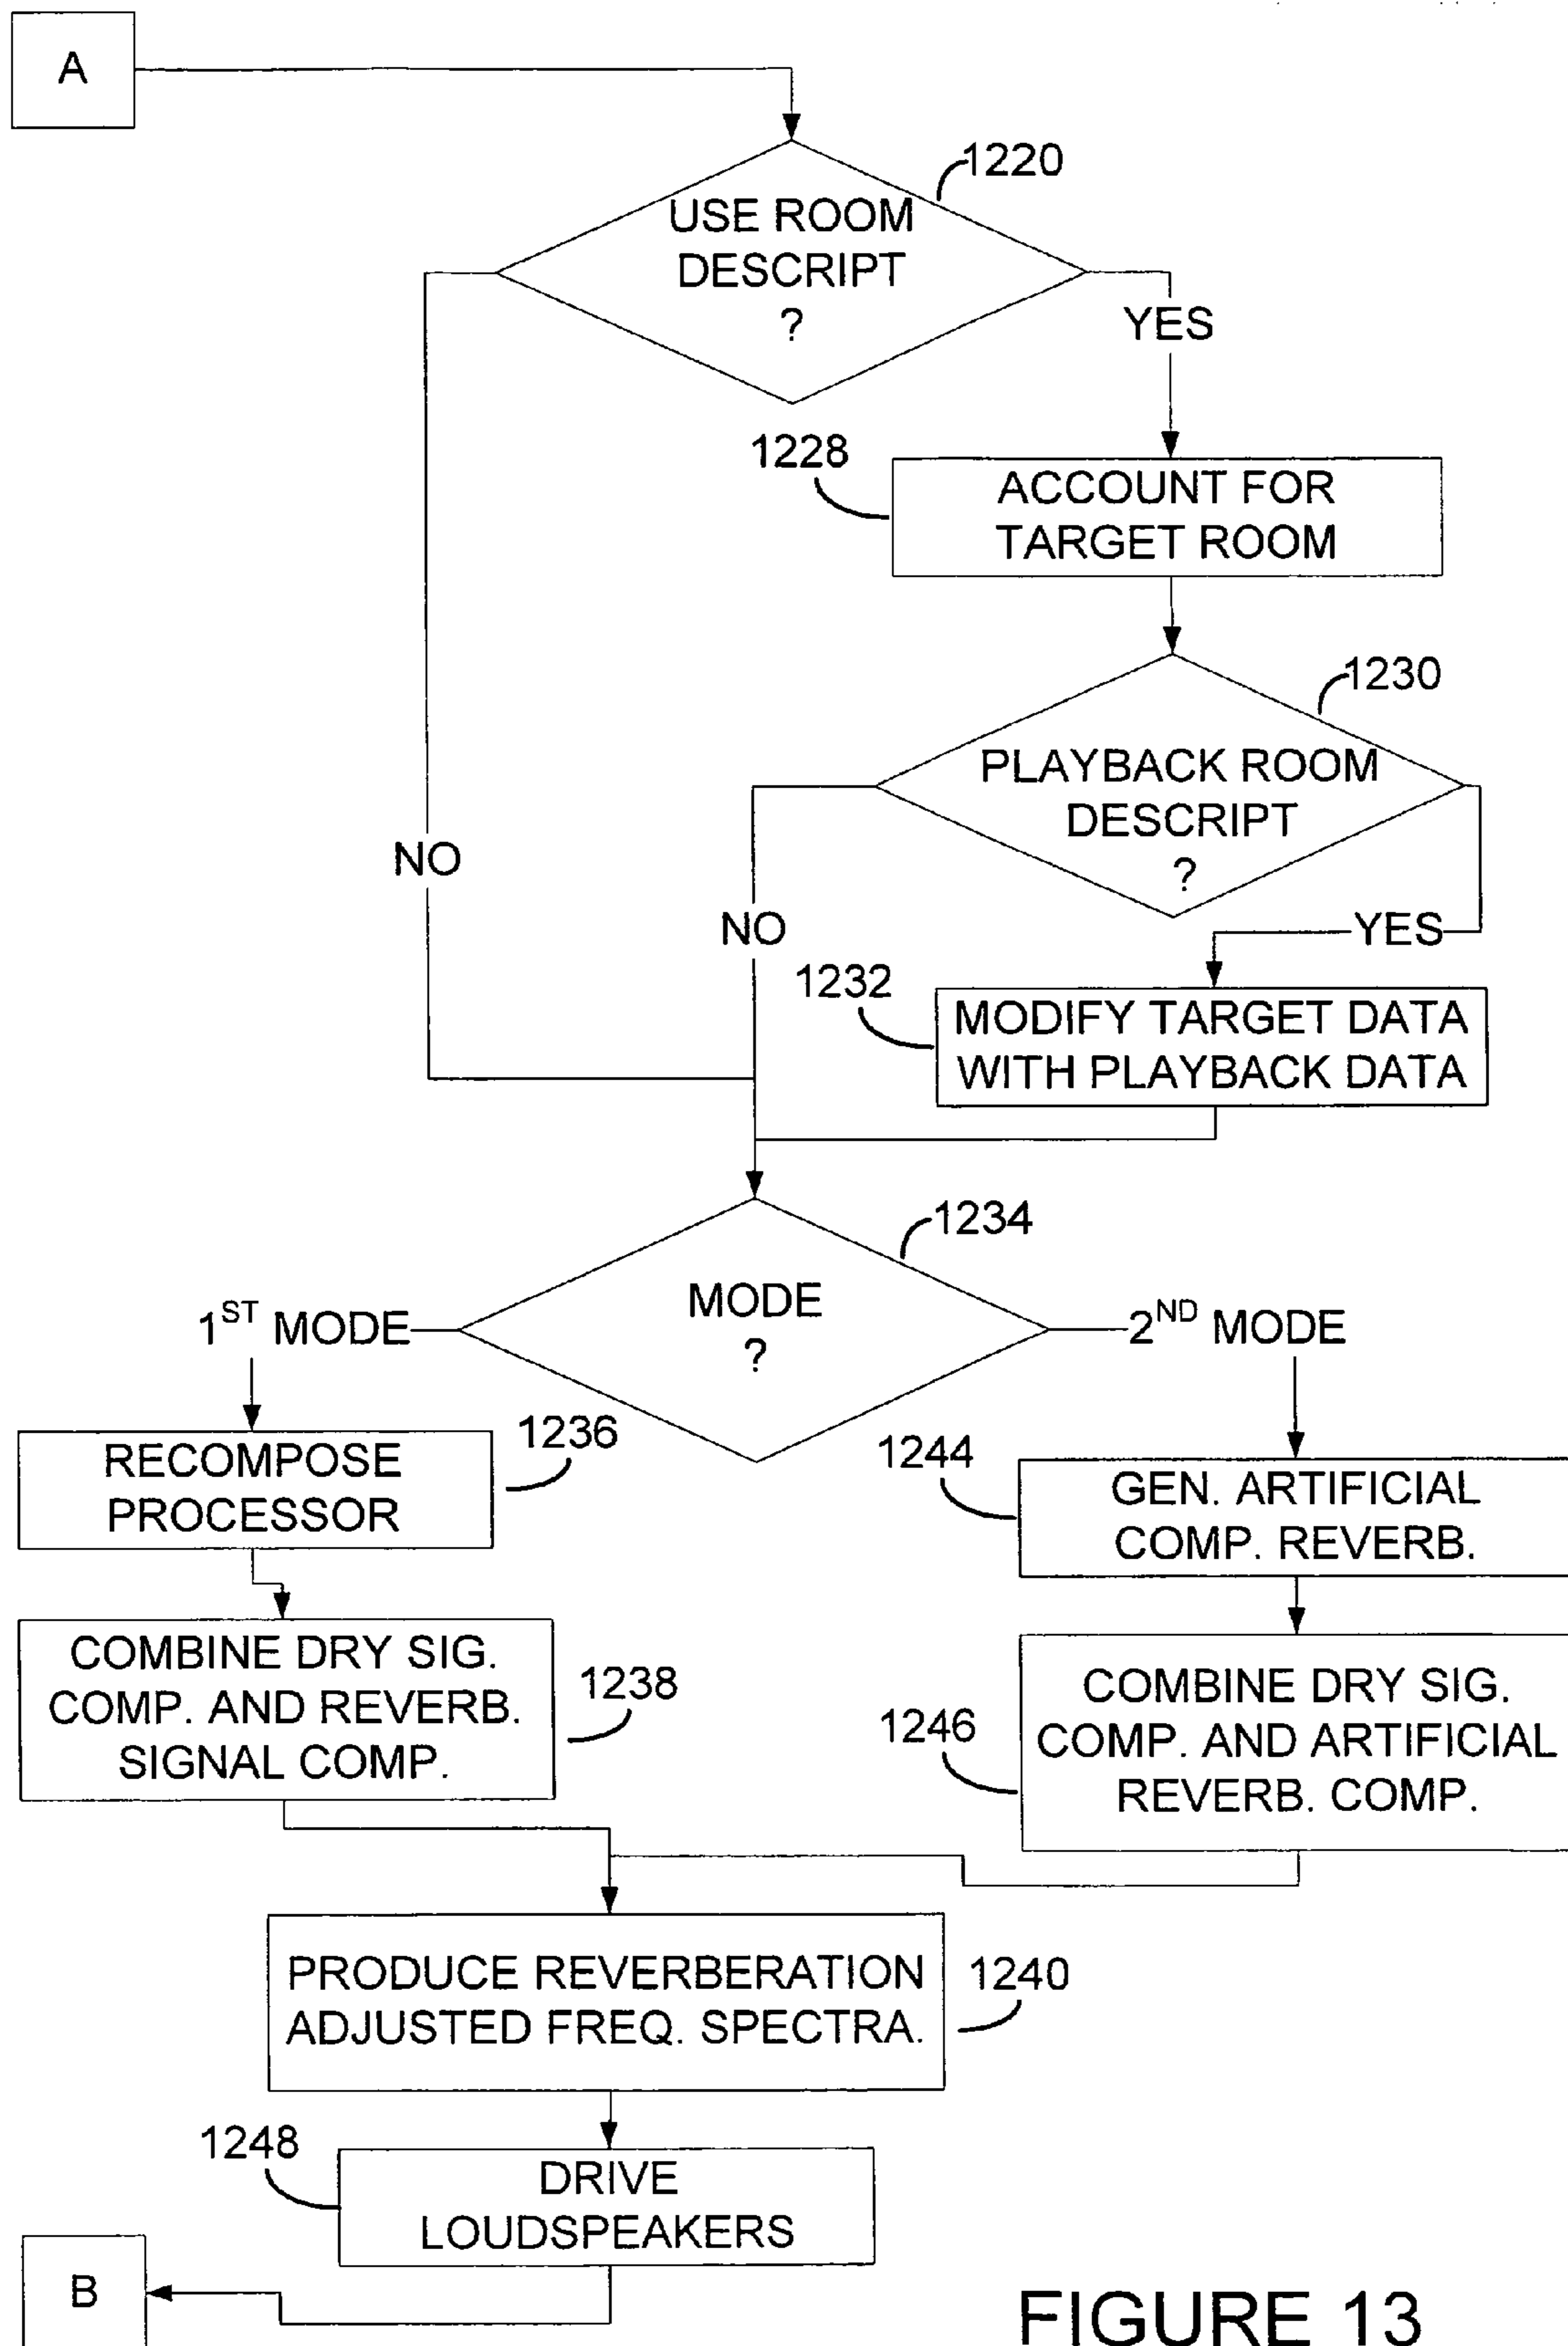 A
1220
USE ROOM
DESCRIPT
?
YES
1228
ACCOUNT FOR
TARGET ROOM
1230
PLAYBACK ROOM
DESCRIPT
?
NO
NO
YES
1232
MODIFY TARGET DATA
WITH PLAYBACK DATA
1234
MODE
?
1ST MODE
2ND MODE
1236
RECOMPOSE
PROCESSOR
1244
GEN. ARTIFICIAL
COMP. REVERB.
COMBINE DRY SIG.
COMP. AND REVERB.
SIGNAL COMP.
1238
1246
COMBINE DRY SIG.
COMP. AND ARTIFICIAL
REVERB. COMP.
PRODUCE REVERBERATION
ADJUSTED FREQ. SPECTRA.
1240
1248
DRIVE
LOUDSPEAKERS
B
FIGURE 13